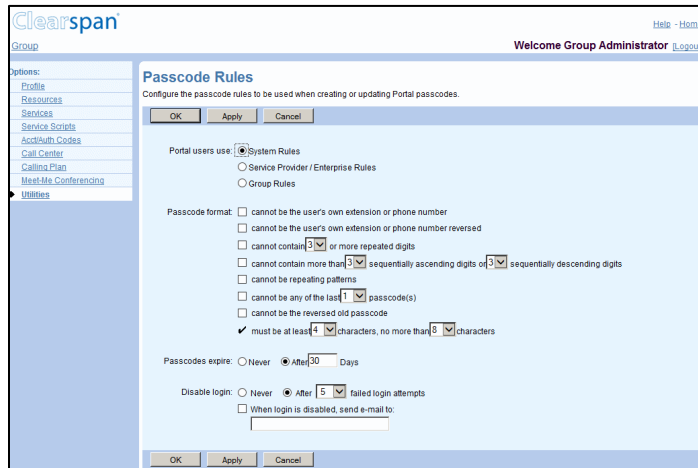 Clearspan
Help - Hom
Group
Welcome Group Administrator [Logou
Options:
Profile
Resources
Services
Service Scripts
Acct/Auth Codes
Call Center
Calling Plan
Meet-Me Conferencing
Utilities
Passcode Rules
Configure the passcode rules to be used when creating or updating Portal passcodes.
OK Apply Cancel
Portal users use: System Rules
Service Provider / Enterprise Rules
Group Rules
Passcode format: cannot be the user's own extension or phone number
cannot be the user's own extension or phone number reversed
cannot contain 3 or more repeated digits
cannot contain more than 3 sequentially ascending digits or 3 sequentially descending digits
cannot be repeating patterns
cannot be any of the last 1 passcode(s)
cannot be the reversed old passcode
must be at least 4 characters, no more than 8 characters
Passcodes expire: Never After 30 Days
Disable login: Never After 5 failed login attempts
When login is disabled, send e-mail to:
OK Apply Cancel